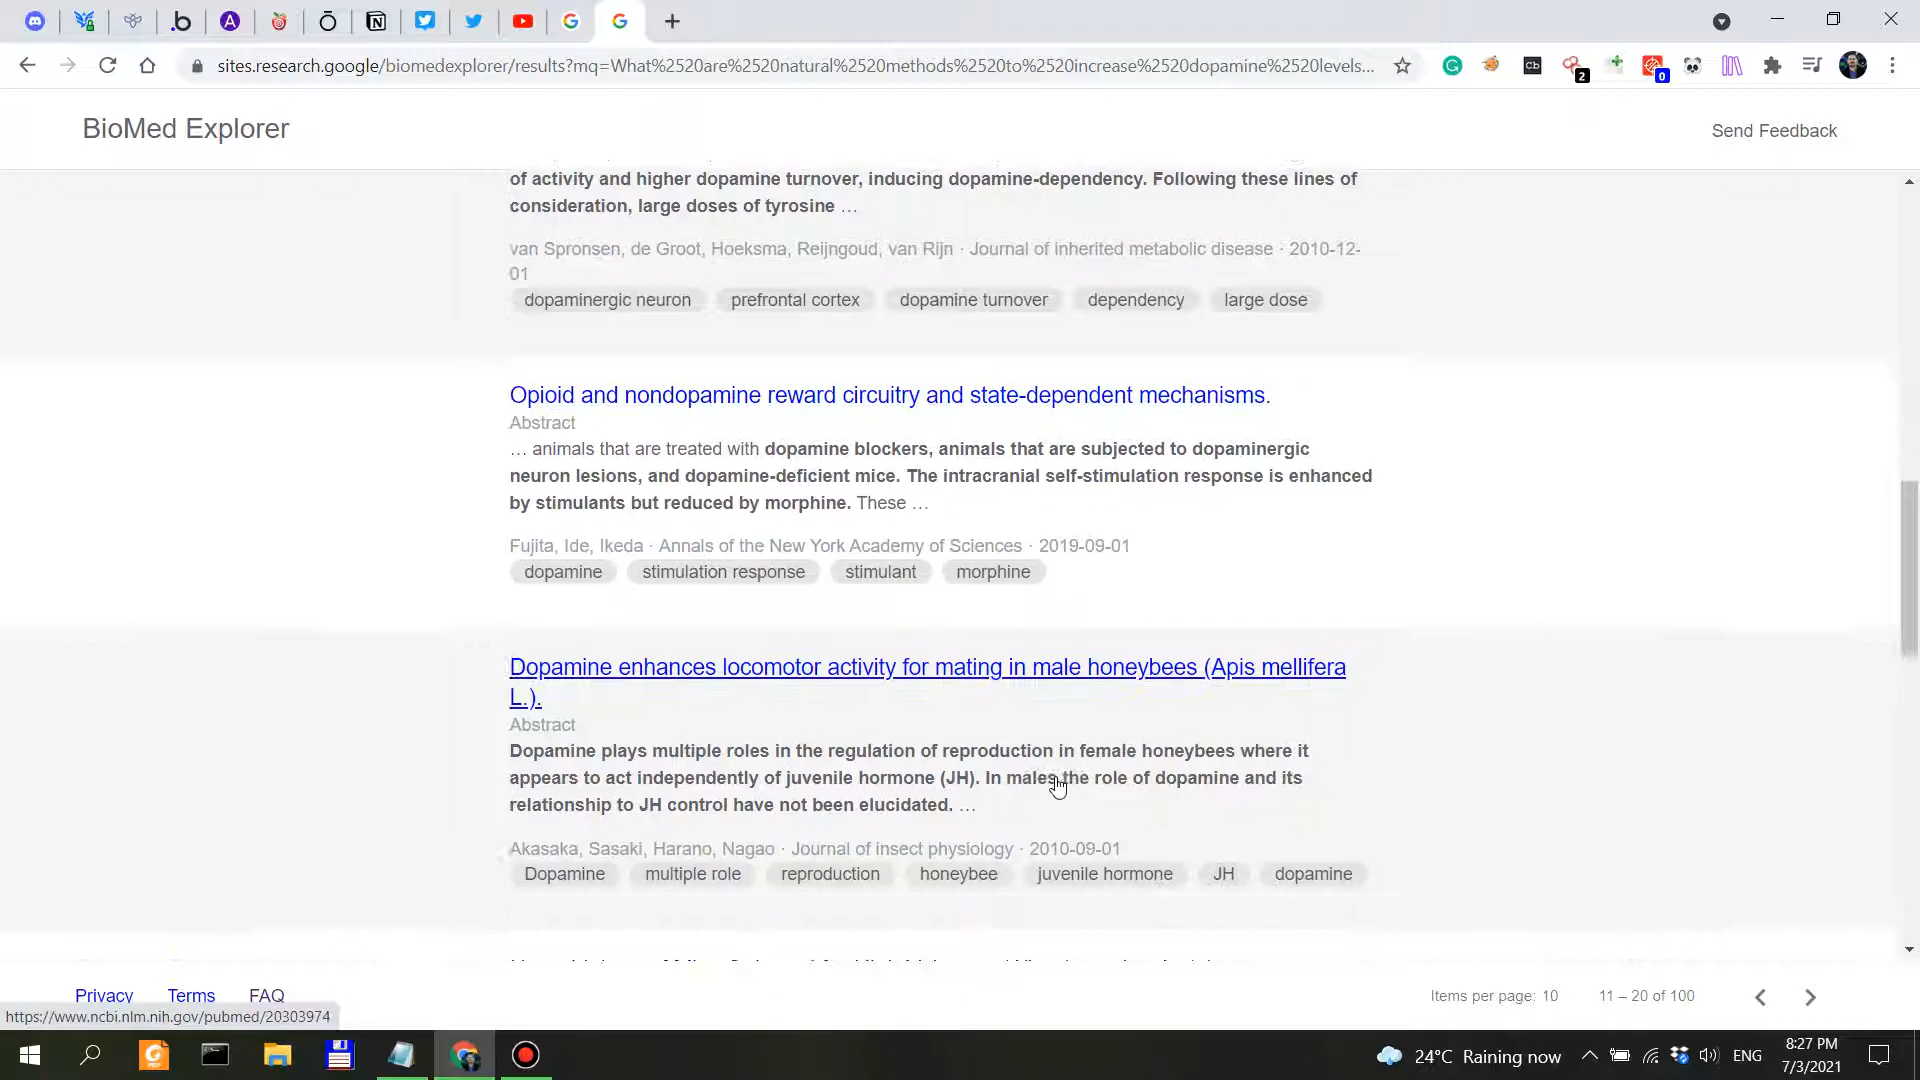 sites.research.google/biomedexplorer/results?mq=What%2520are%2520natural%2520methods%2520to%2520increase%2520dopamine%2520levels...
2
0
BioMed Explorer
Send Feedback
of activity and higher dopamine turnover, inducing dopamine-dependency. Following these lines of
consideration, large doses of tyrosine …
van Spronsen, de Groot, Hoeksma, Reijngoud, van Rijn · Journal of inherited metabolic disease · 2010-12-
01
dopaminergic neuron prefrontal cortex dopamine turnover dependency large dose
Opioid and nondopamine reward circuitry and state-dependent mechanisms.
Abstract
… animals that are treated with dopamine blockers, animals that are subjected to dopaminergic
neuron lesions, and dopamine-deficient mice. The intracranial self-stimulation response is enhanced
by stimulants but reduced by morphine. These …
Fujita, Ide, Ikeda · Annals of the New York Academy of Sciences · 2019-09-01
dopamine stimulation response stimulant morphine
Dopamine enhances locomotor activity for mating in male honeybees (Apis mellifera
L.).
Abstract
Dopamine plays multiple roles in the regulation of reproduction in female honeybees where it
appears to act independently of juvenile hormone (JH). In males the role of dopamine and its
relationship to JH control have not been elucidated. …
Akasaka, Sasaki, Harano, Nagao · Journal of insect physiology · 2010-09-01
Dopamine multiple role reproduction honeybee juvenile hormone JH dopamine
Privacy Terms FAQ
Items per page: 10 11 – 20 of 100
https://www.ncbi.nlm.nih.gov/pubmed/20303974
24°C Raining now
ENG
8:27 PM
7/3/2021